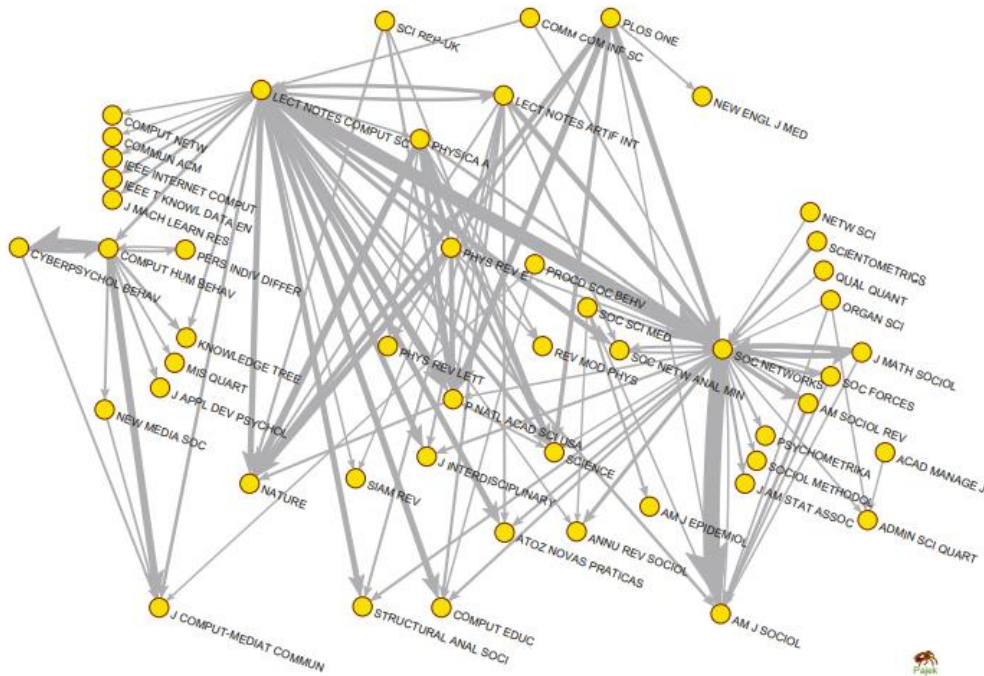 SCI REP-UK
COMM COM INF SC
PLOS ONE
LECT NOTES COMPUT SC
LECT NOTES ARTIF INT
NEW ENGL J MED
COMPUT NETW
COMMUN ACM
IEEE INTERNET COMPUT
IEEE T KNOWL DATA EN
J MACH LEARN RES
PHYSICA A
NETW SCI
SCIENTOMETRICS
QUAL QUANT
ORGAN SCI
CYBERPSYCHOL BEHAV
COMPUT HUM BEHAV
PERS INDIV DIFFER
PHYS REV E
PROCD SOC BEHV
SOC SCI MED
KNOWLEDGE TREE
MIS QUART
J APPL DEV PSYCHOL
NEW MEDIA SOC
PHYS REV LETT
REV MOD PHYS
SOC NETW ANAL MIN
SOC NETWORKS
J MATH SOCIOL
SOC FORCES
AM SOCIOL REV
P NATL ACAD SCI USA
PSYCHOMETRIKA
SOCIOL METHODOL
J AM STAT ASSOC
ACAD MANAGE J
ADMIN SCI QUART
NATURE
SIAM REV
J INTERDISCIPLINARY
SCIENCE
AM J EPIDEMIOL
ATOZ NOVAS PRATICAS
ANNU REV SOCIOL
J COMPUT-MEDIAT COMMUN
STRUCTURAL ANAL SOCI
COMPUT EDUC
AM J SOCIOL
Pajek